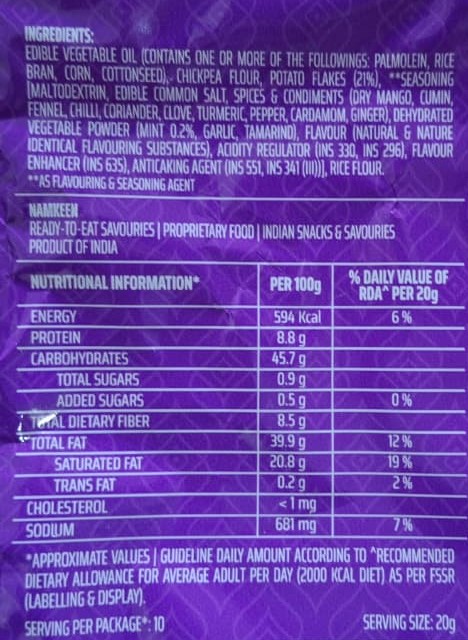 INGREDIENTS:
EDIBLE VEGETABLE OIL (CONTAINS ONE OR MORE OF THE FOLLOWINGS: PALMOLEIN, RICE
BRAN, CORN, COTTONSEED), CHICKPEA FLOUR, POTATO FLAKES (21%), **SEASONING
[MALTODEXTRIN, EDIBLE COMMON SALT, SPICES & CONDIMENTS (DRY MANGO, CUMIN,
FENNEL, CHILLI, CORIANDER, CLOVE, TURMERIC, PEPPER, CARDAMOM, GINGER), DEHYDRATED
VEGETABLE POWDER (MINT 0.2%, GARLIC, TAMARIND), FLAVOUR (NATURAL & NATURE
IDENTICAL FLAVOURING SUBSTANCES), ACIDITY REGULATOR (INS 330, INS 296), FLAVOUR
ENHANCER (INS 635), ANTICAKING AGENT (INS 551, INS 341 (III))], RICE FLOUR.
**AS FLAVOURING & SEASONING AGENT
NAMKEEN
READY-TO-EAT SAVOURIES | PROPRIETARY FOOD | INDIAN SNACKS & SAVOURIES
PRODUCT OF INDIA
NUTRITIONAL INFORMATION* PER 100g % DAILY VALUE OF
RDA^ PER 20g
ENERGY 594 Kcal 6 %
PROTEIN 8.8 g
CARBOHYDRATES 45.7 g
TOTAL SUGARS 0.9 g
ADDED SUGARS 0.5 g 0 %
TOTAL DIETARY FIBER 8.5 g
TOTAL FAT 39.9 g 12 %
SATURATED FAT 20.8 g 19 %
TRANS FAT 0.2 g 2 %
CHOLESTEROL <1 mg
SODIUM 681 mg 7 %
*APPROXIMATE VALUES | GUIDELINE DAILY AMOUNT ACCORDING TO ^RECOMMENDED
DIETARY ALLOWANCE FOR AVERAGE ADULT PER DAY (2000 KCAL DIET) AS PER FSSR
(LABELLING & DISPLAY).
SERVING PER PACKAGE*: 10 SERVING SIZE: 20g